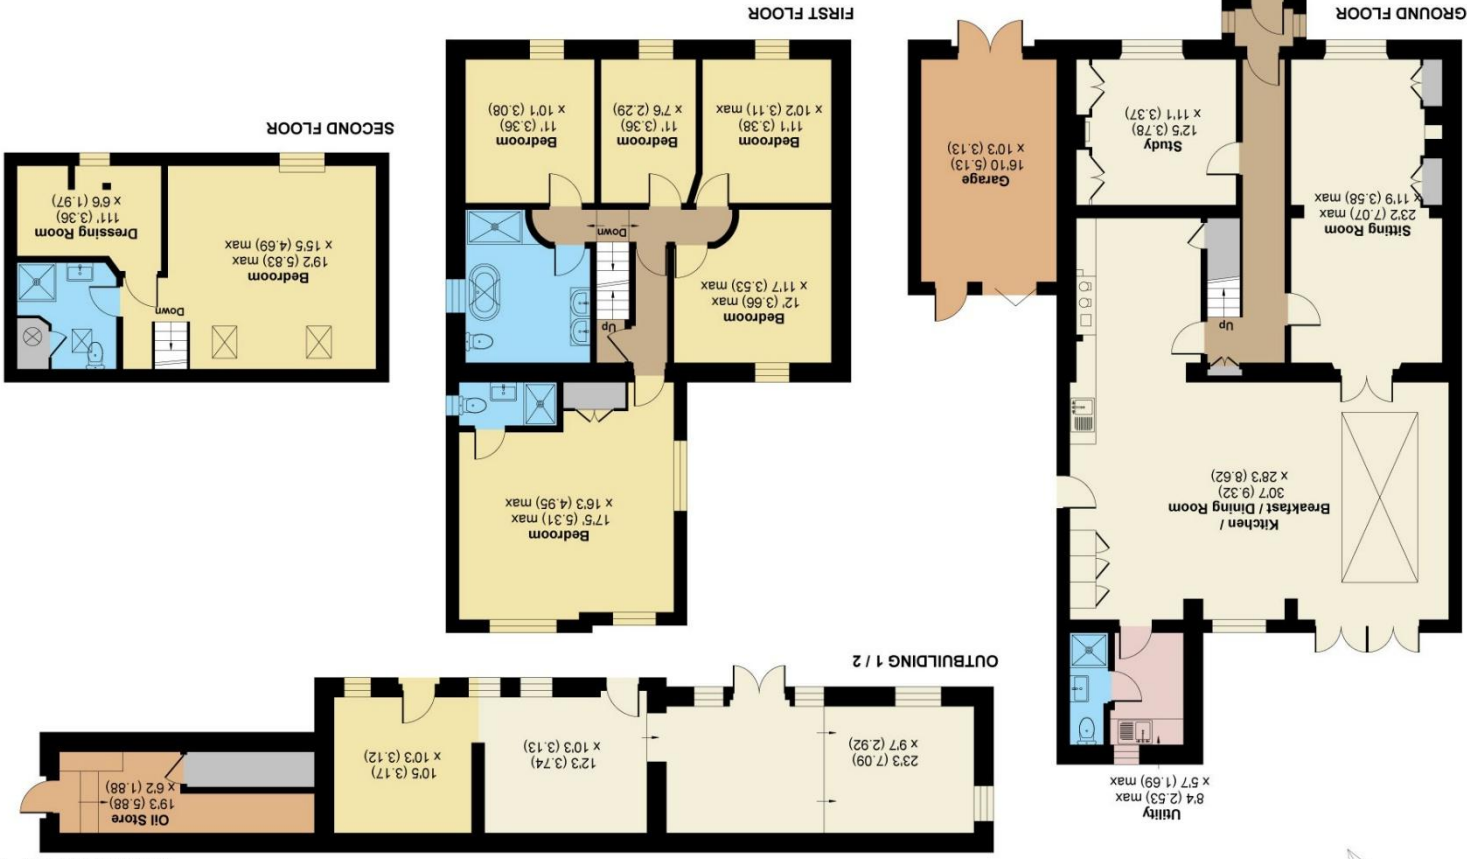 Utility
8'4 (2.53) max
x 5'7 (1.69) max
Kitchen /
Breakfast / Dining Room
30'7 (9.32)
x 28'3 (8.62)
Up
Sitting Room
23'2 (7.07) max
x 11'9 (3.58) max
Study
12'5 (3.78)
x 11'1 (3.37)
Garage
16'10 (5.13)
x 10'3 (3.13)
GROUND FLOOR
23'3 (7.09)
x 9'7 (2.92)
12'3 (3.74)
x 10'3 (3.13)
10'5 (3.17)
x 10'3 (3.12)
Oil Store
19'3 (5.88)
x 6'2 (1.88)
OUTBUILDING 1 / 2
Bedroom
17'5' (5.31) max
x 16'3 (4.95) max
Bedroom
12' (3.66) max
x 11'7 (3.53) max
Up
Down
Bedroom
11'1 (3.38)
x 10'2 (3.11) max
Bedroom
11' (3.36)
x 7'6 (2.29)
Bedroom
11' (3.36)
x 10'1 (3.08)
FIRST FLOOR
Down
Bedroom
19'2 (5.83) max
x 15'5 (4.69) max
Dressing Room
11'1' (3.36)
x 6'6 (1.97)
SECOND FLOOR